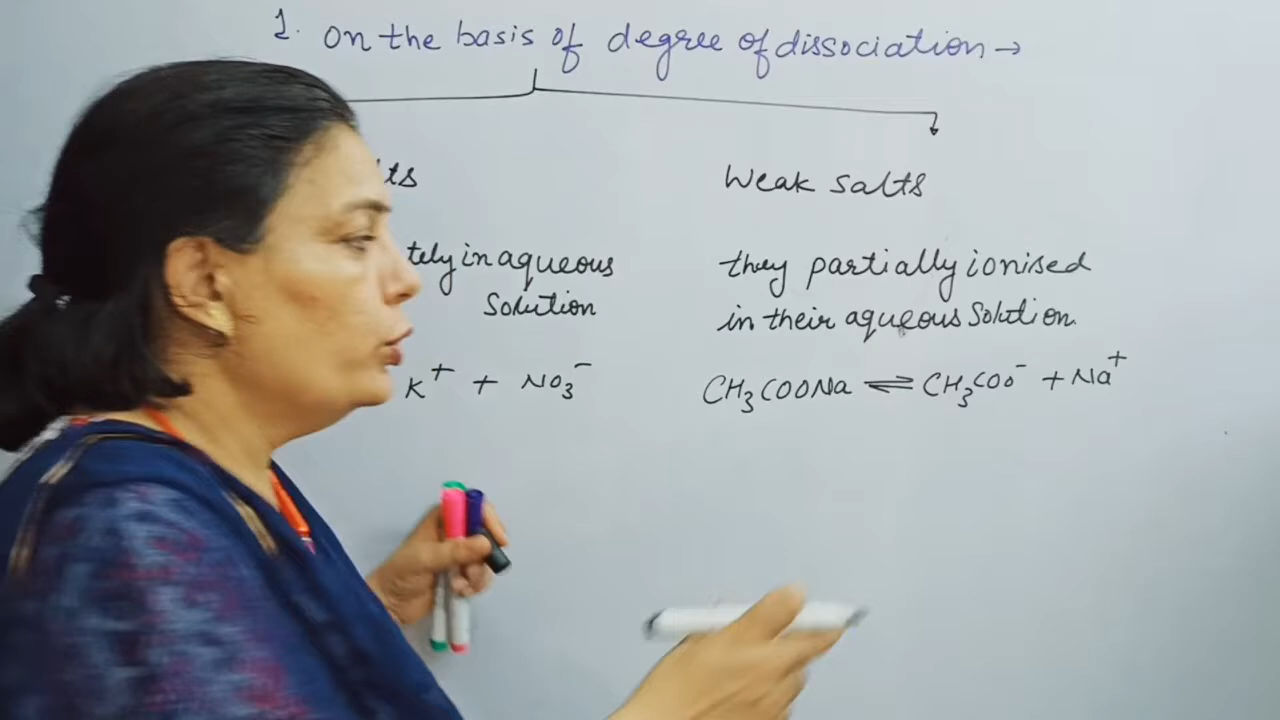 1. on the basis of degree of dissociation →
ts
Weak salts
tely in aqueous
Solution
they partially ionised
in their aqueous Solution.
K⁺ + NO₃⁻
CH₃COONa ⇌ CH₃COO⁻ + Na⁺